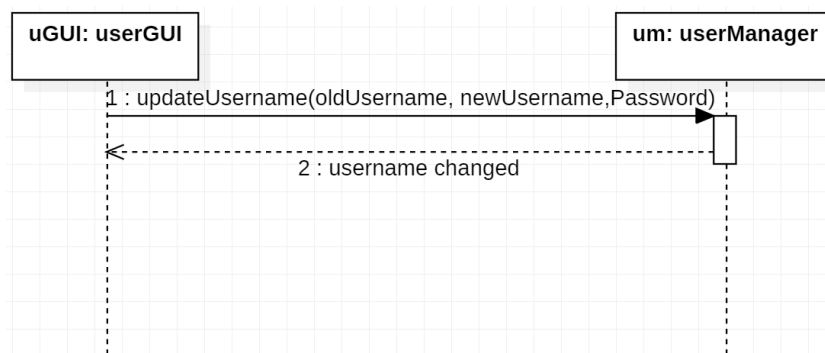 uGUI: userGUI
um: userManager
1 : updateUsername(oldUsername, newUsername,Password)
2 : username changed